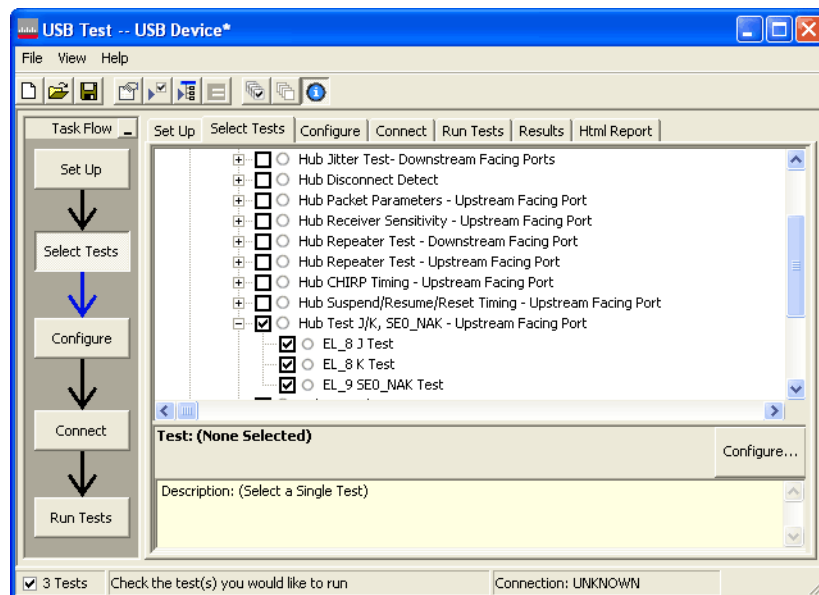 USB Test -- USB Device*
File View Help
Task Flow
Set Up
Select Tests
Configure
Connect
Run Tests
Set Up Select Tests Configure Connect Run Tests Results Html Report
Hub Jitter Test- Downstream Facing Ports
Hub Disconnect Detect
Hub Packet Parameters - Upstream Facing Port
Hub Receiver Sensitivity - Upstream Facing Port
Hub Repeater Test - Downstream Facing Port
Hub Repeater Test - Upstream Facing Port
Hub CHIRP Timing - Upstream Facing Port
Hub Suspend/Resume/Reset Timing - Upstream Facing Port
Hub Test J/K, SE0_NAK - Upstream Facing Port
EL_8 J Test
EL_8 K Test
EL_9 SE0_NAK Test
Test: (None Selected)
Configure...
Description: (Select a Single Test)
3 Tests Check the test(s) you would like to run Connection: UNKNOWN